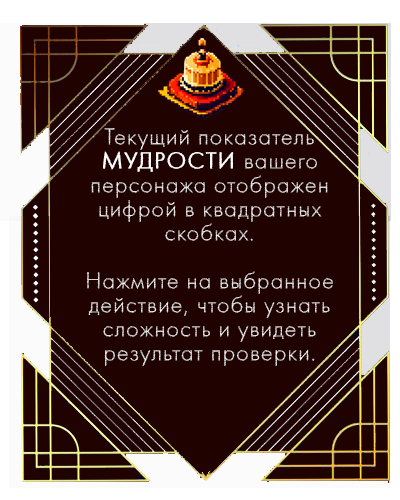 Текущий показатель
МУДРОСТИ вашего
персонажа отображен
цифрой в квадратных
скобках.
Нажмите на выбранное
действие, чтобы узнать
сложность и увидеть
результат проверки.